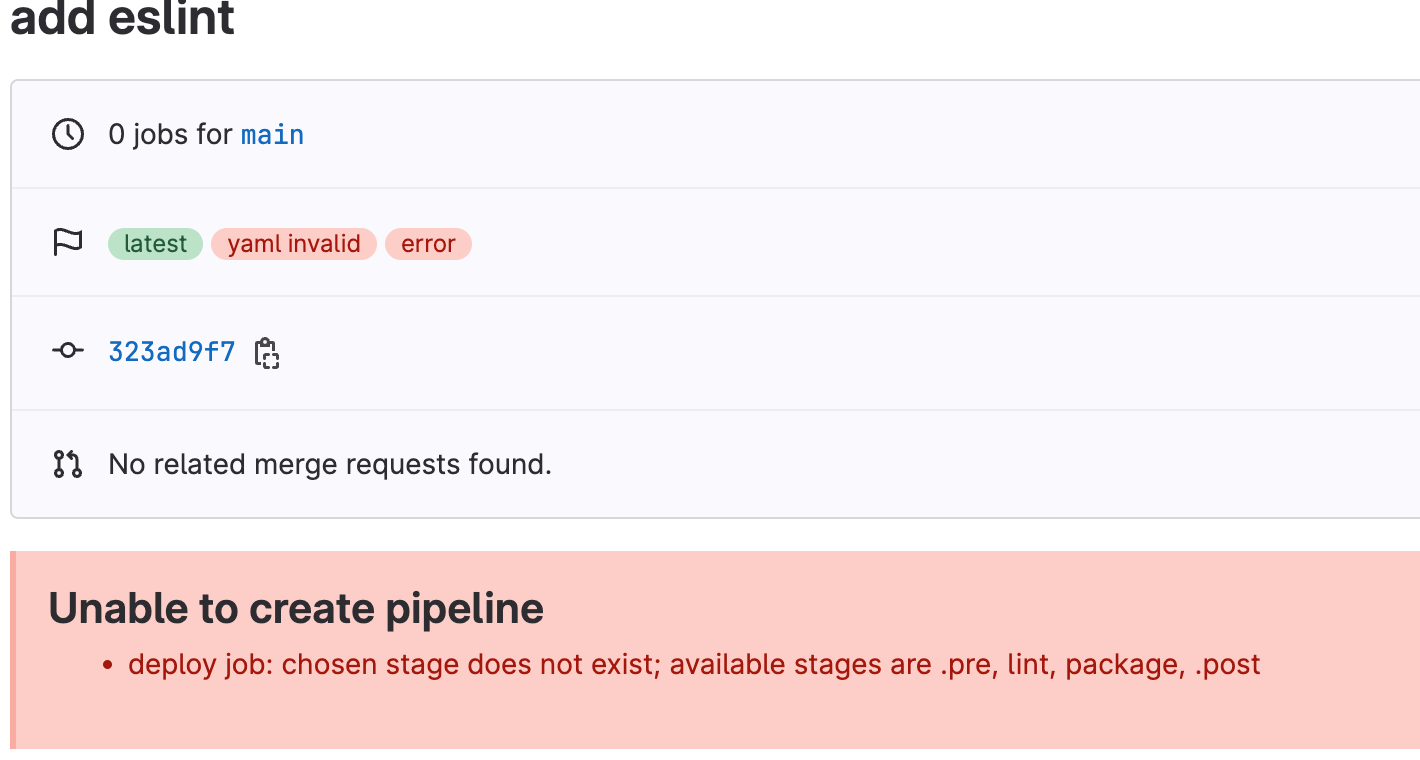 add eslint
0 jobs for main
latest yaml invalid error
323ad9f7
No related merge requests found.
Unable to create pipeline
• deploy job: chosen stage does not exist; available stages are .pre, lint, package, .post